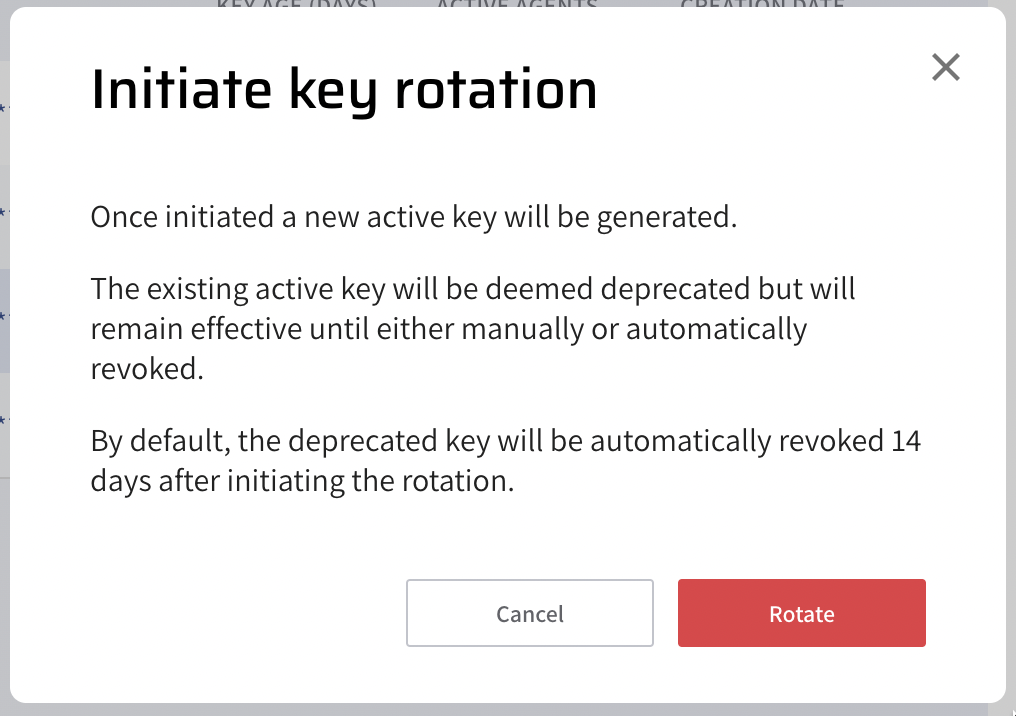 KEY AGE (DAYS) ACTIVE AGENTS CREATION DATE
Initiate key rotation
Once initiated a new active key will be generated.
The existing active key will be deemed deprecated but will
remain effective until either manually or automatically
revoked.
By default, the deprecated key will be automatically revoked 14
days after initiating the rotation.
Cancel Rotate